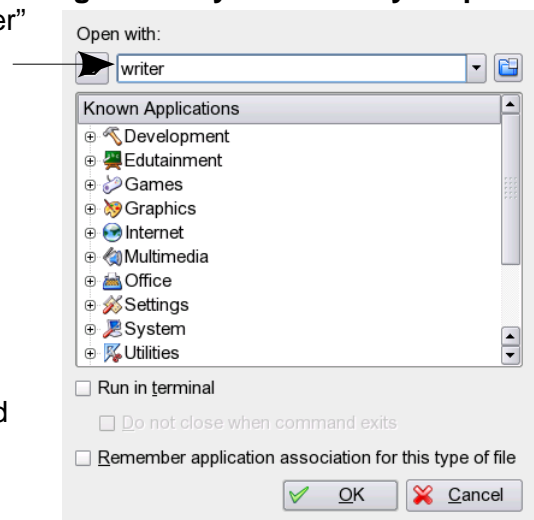 er”
Open with:
writer
Known Applications
Development
Edutainment
Games
Graphics
Internet
Multimedia
Office
Settings
System
Utilities
Run in terminal
Do not close when command exits
Remember application association for this type of file
OK
Cancel
d